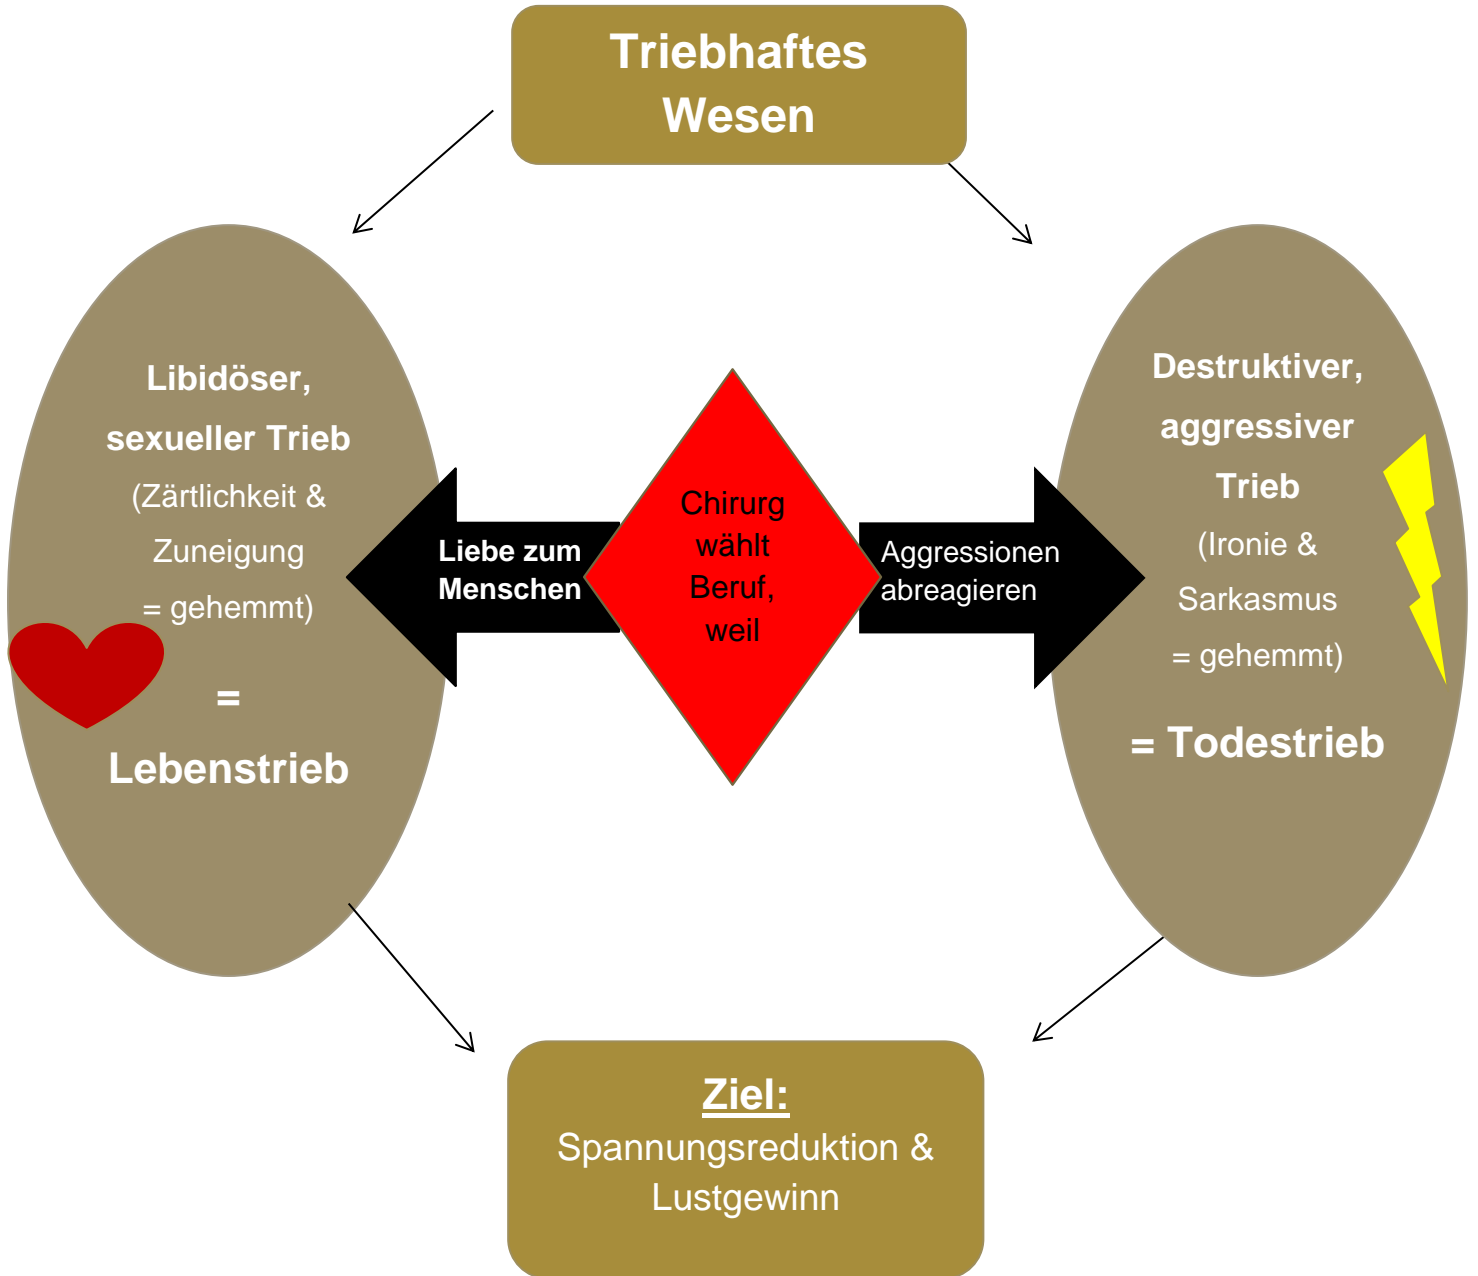 Triebhaftes
Wesen
Libidöser,
sexueller Trieb
(Zärtlichkeit &
Zuneigung
= gehemmt)
=
Lebenstrieb
Liebe zum
Menschen
Chirurg
wählt
Beruf,
weil
Aggressionen
abreagieren
Destruktiver,
aggressiver
Trieb
(Ironie &
Sarkasmus
= gehemmt)
= Todestrieb
Ziel:
Spannungsreduktion &
Lustgewinn